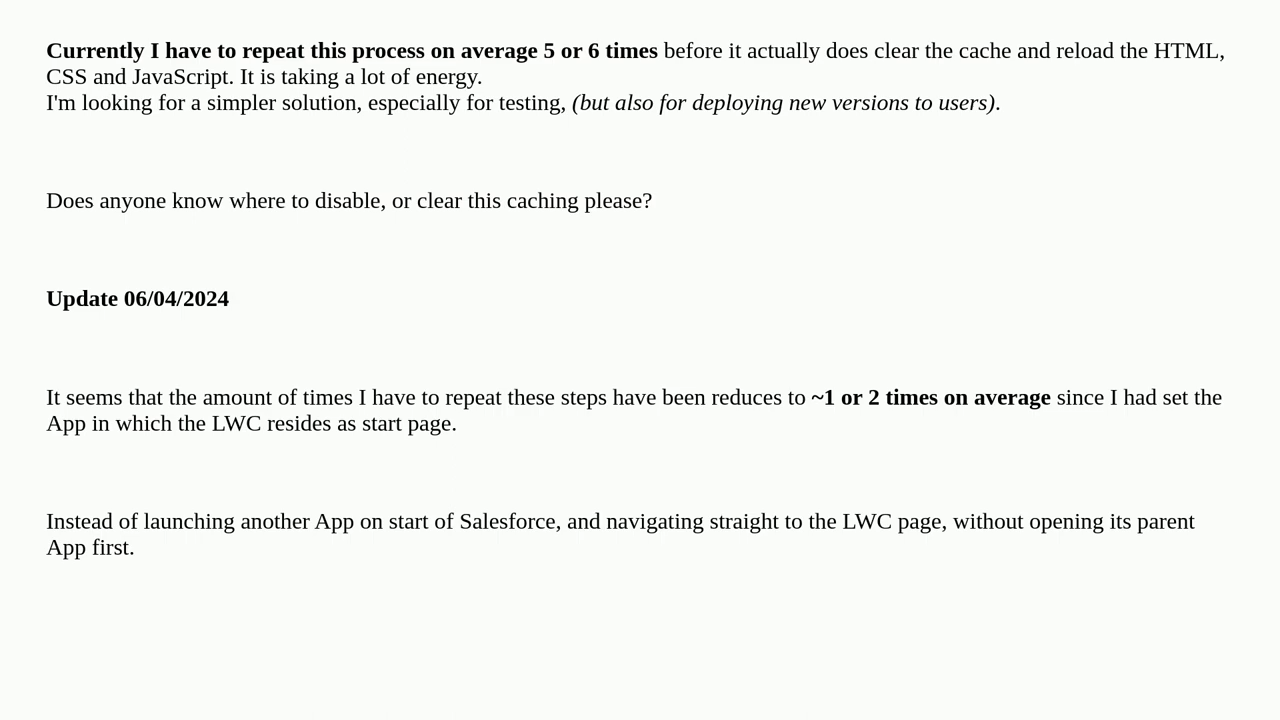 Currently I have to repeat this process on average 5 or 6 times before it actually does clear the cache and reload the HTML,
CSS and JavaScript. It is taking a lot of energy.
I'm looking for a simpler solution, especially for testing, (but also for deploying new versions to users).
Does anyone know where to disable, or clear this caching please?
Update 06/04/2024
It seems that the amount of times I have to repeat these steps have been reduces to ~1 or 2 times on average since I had set the
App in which the LWC resides as start page.
Instead of launching another App on start of Salesforce, and navigating straight to the LWC page, without opening its parent
App first.